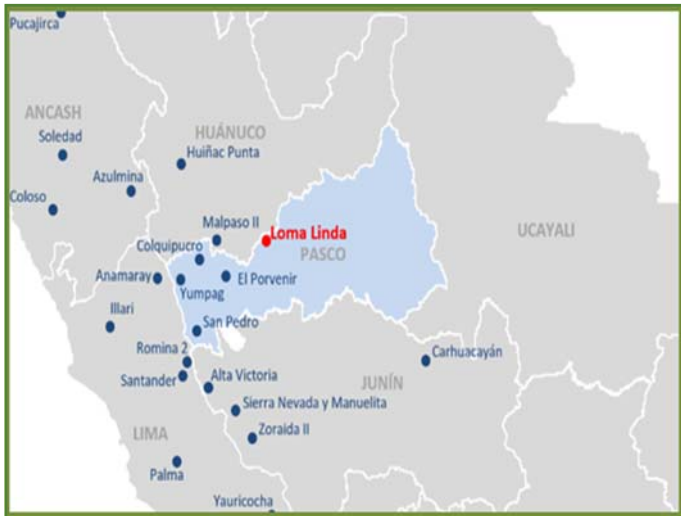 Pucajirca
ANCASH
Soledad
HUÁNUCO
Huiñac Punta
Azulmina
Coloso
Malpaso II
Loma Linda
UCAYALI
Colquipucro
PASCO
Anamaray
El Porvenir
Yumpag
Illari
San Pedro
Romina 2
Carhuacayán
Santander
Alta Victoria
JUNÍN
Sierra Nevada y Manuelita
LIMA
Zoraida II
Palma
Yauricocha